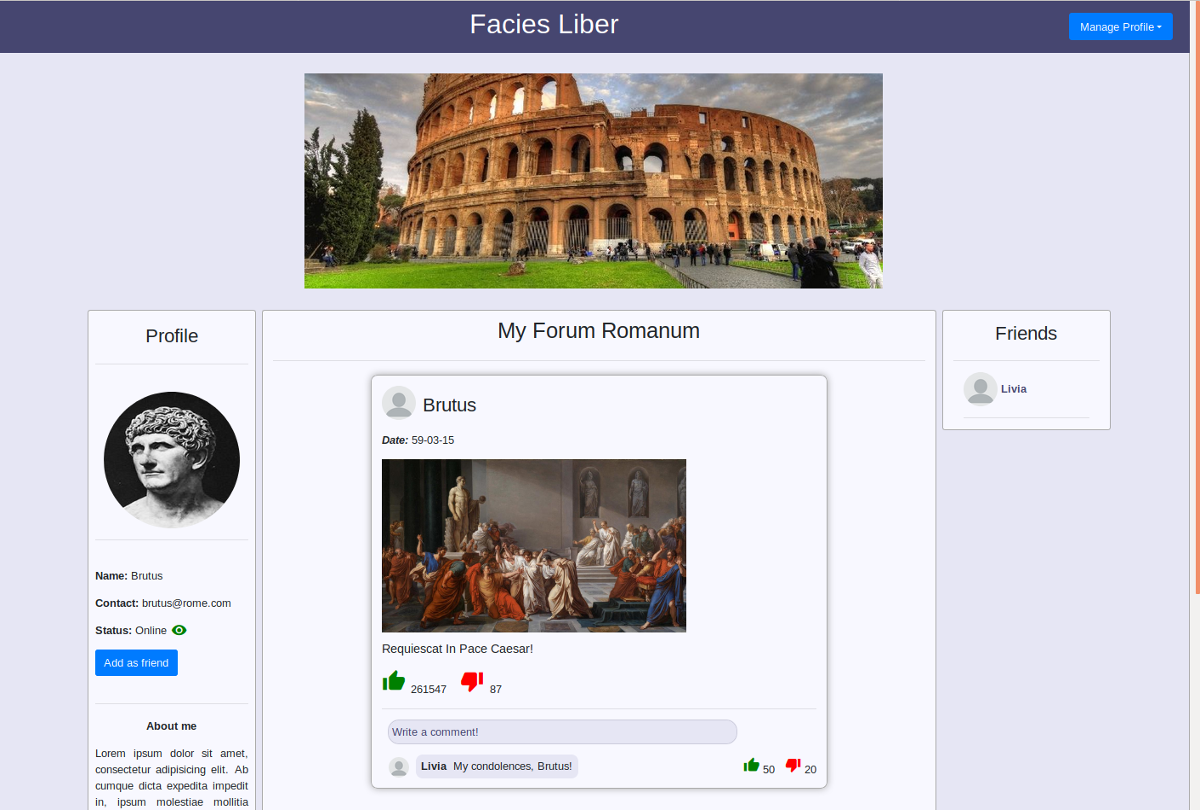 Facies Liber
Manage Profile
Profile
Name: Brutus
Contact: brutus@rome.com
Status: Online
Add as friend
About me
Lorem ipsum dolor sit amet,
consectetur adipisicing elit. Ab
cumque dicta expedita impedit
in, ipsum molestiae mollitia
My Forum Romanum
Brutus
Date: 59-03-15
Requiescat In Pace Caesar!
261547 87
Write a comment!
Livia My condolences, Brutus!
50 20
Friends
Livia